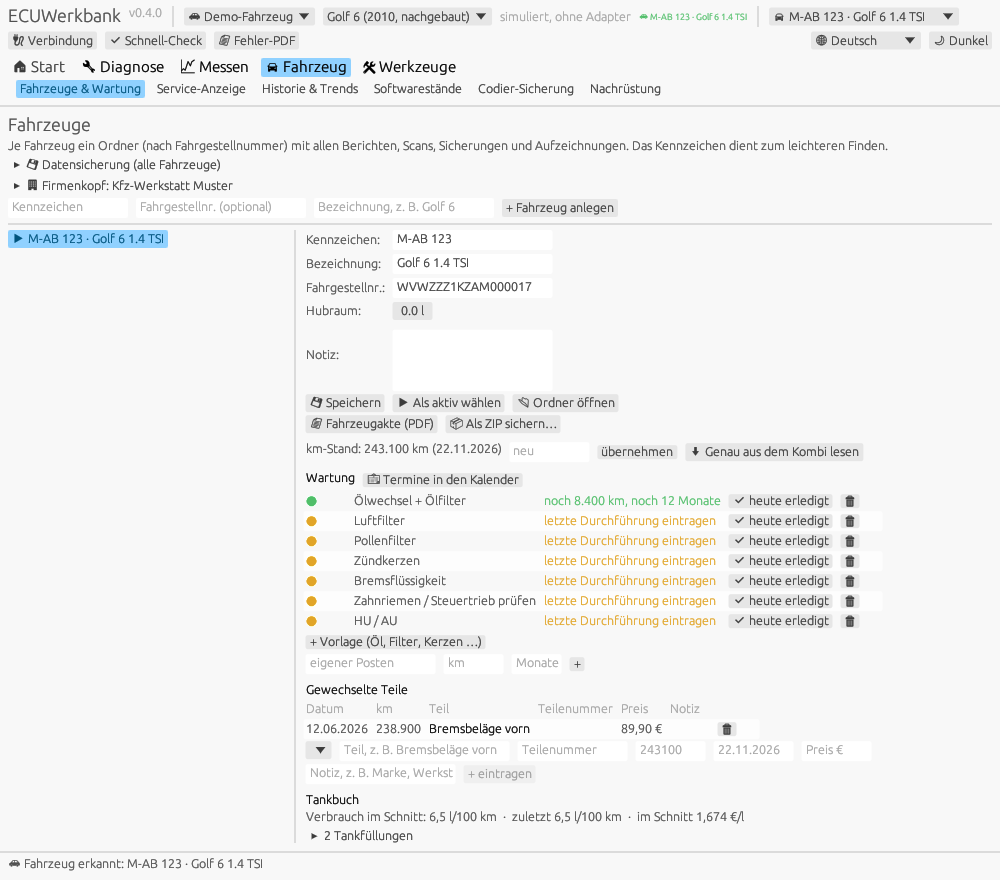 ECUWerkbank v0.4.0 Demo-Fahrzeug Golf 6 (2010, nachgebaut) simuliert, ohne Adapter M-AB 123 · Golf 6 1.4 TSI M-AB 123 · Golf 6 1.4 TSI
Verbindung Schnell-Check Fehler-PDF Deutsch Dunkel
Start Diagnose Messen Fahrzeug Werkzeuge
Fahrzeuge & Wartung Service-Anzeige Historie & Trends Softwarestände Codier-Sicherung Nachrüstung
Fahrzeuge
Je Fahrzeug ein Ordner (nach Fahrgestellnummer) mit allen Berichten, Scans, Sicherungen und Aufzeichnungen. Das Kennzeichen dient zum leichteren Finden.
Datensicherung (alle Fahrzeuge)
Firmenkopf: Kfz-Werkstatt Muster
Kennzeichen Fahrgestellnr. (optional) Bezeichnung, z. B. Golf 6 + Fahrzeug anlegen
M-AB 123 · Golf 6 1.4 TSI
Kennzeichen: M-AB 123
Bezeichnung: Golf 6 1.4 TSI
Fahrgestellnr.: WVWZZZ1KZAM000017
Hubraum: 0.0 l
Notiz:
Speichern Als aktiv wählen Ordner öffnen
Fahrzeugakte (PDF) Als ZIP sichern…
km-Stand: 243.100 km (22.11.2026) neu übernehmen Genau aus dem Kombi lesen
Wartung Termine in den Kalender
Ölwechsel + Ölfilter noch 8.400 km, noch 12 Monate heute erledigt
Luftfilter letzte Durchführung eintragen heute erledigt
Pollenfilter letzte Durchführung eintragen heute erledigt
Zündkerzen letzte Durchführung eintragen heute erledigt
Bremsflüssigkeit letzte Durchführung eintragen heute erledigt
Zahnriemen / Steuertrieb prüfen letzte Durchführung eintragen heute erledigt
HU / AU letzte Durchführung eintragen heute erledigt
+ Vorlage (Öl, Filter, Kerzen …)
eigener Posten km Monate +
Gewechselte Teile
Datum km Teil Teilenummer Preis Notiz
12.06.2026 238.900 Bremsbeläge vorn 89,90 €
Teil, z. B. Bremsbeläge vorn Teilenummer 243100 22.11.2026 Preis €
Notiz, z. B. Marke, Werkst + eintragen
Tankbuch
Verbrauch im Schnitt: 6,5 l/100 km · zuletzt 6,5 l/100 km · im Schnitt 1,674 €/l
2 Tankfüllungen
Fahrzeug erkannt: M-AB 123 · Golf 6 1.4 TSI